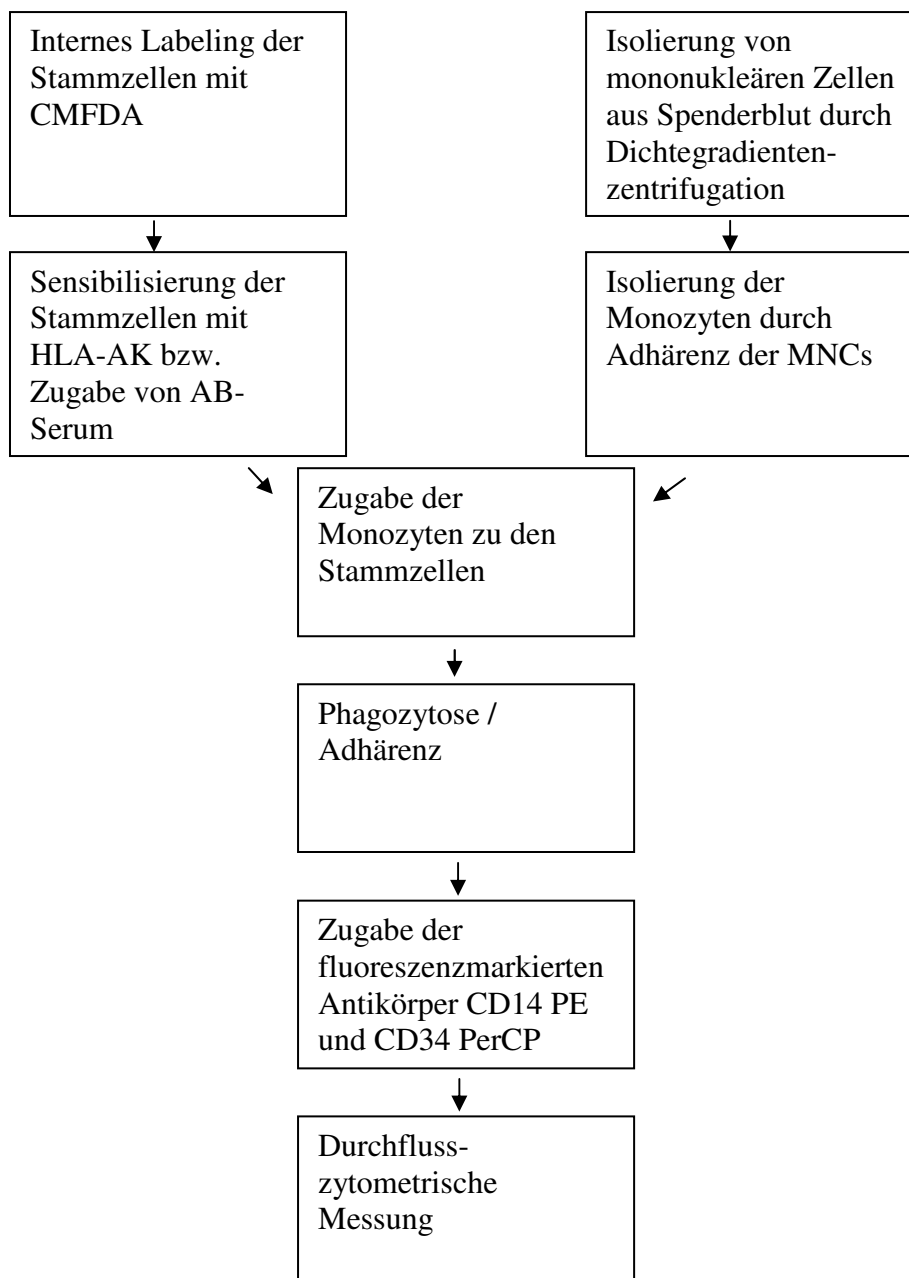 Internes Labeling der
Stammzellen mit
CMFDA
Isolierung von
mononukleären Zellen
aus Spenderblut durch
Dichtegradienten-
zentrifugation
Sensibilisierung der
Stammzellen mit
HLA-AK bzw.
Zugabe von AB-
Serum
Isolierung der
Monozyten durch
Adhärenz der MNCs
Zugabe der
Monozyten zu den
Stammzellen
Phagozytose /
Adhärenz
Zugabe der
fluoreszenzmarkierten
Antikörper CD14 PE
und CD34 PerCP
Durchfluss-
zytometrische
Messung